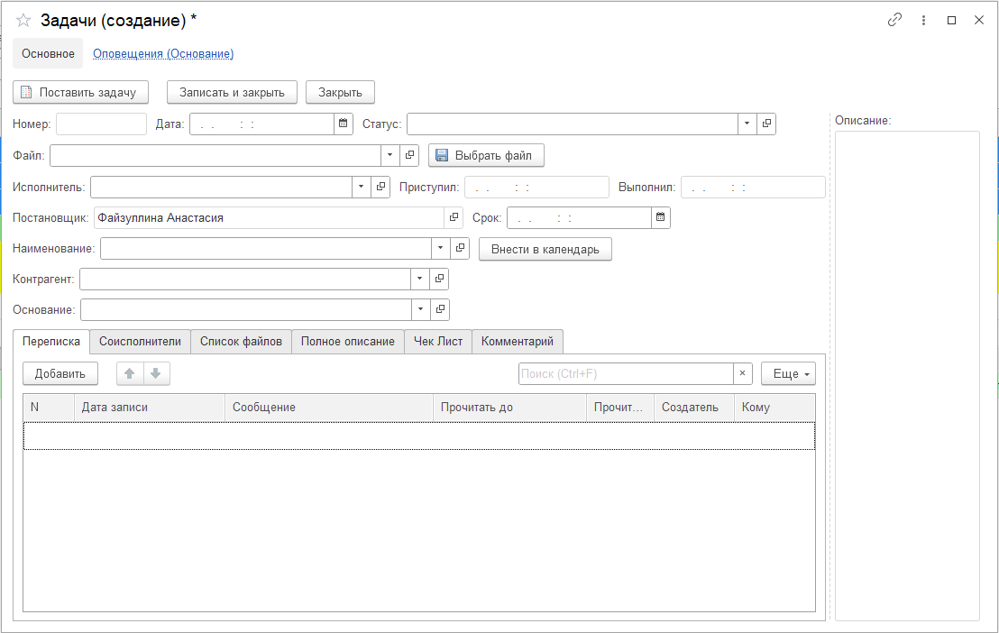 Задачи (создание) *
Основное Оповещения (Основание)
Поставить задачу Записать и закрыть Закрыть
Номер: Дата: . . : : Статус: Описание:
Файл: Выбрать файл
Исполнитель: Приступил: . . : : Выполнил: . . : :
Постановщик: Файзуллина Анастасия Срок: . . : :
Наименование: Внести в календарь
Контрагент:
Основание:
Переписка Соисполнители Список файлов Полное описание Чек Лист Комментарий
Добавить Поиск (Ctrl+F) × Еще
N Дата записи Сообщение Прочитать до Прочит... Создатель Кому